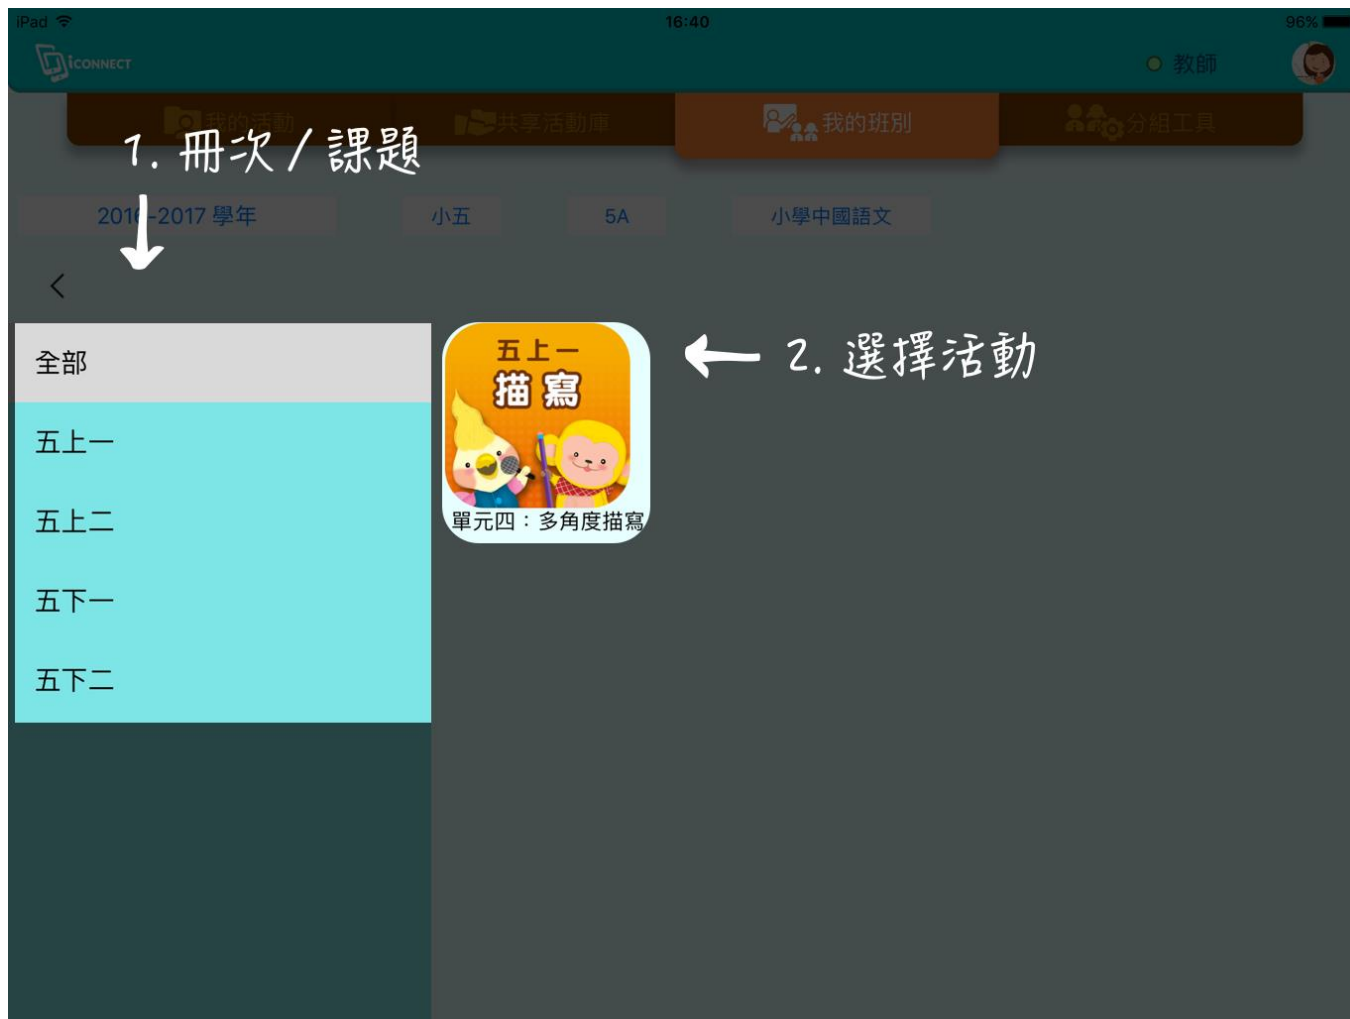 iPad 16:40 96%
iCONNECT 教師
我的活動 共享活動庫 我的班別 分組工具
1. 冊次 / 課題
2016-2017 學年 小五 5A 小學中國語文
全部
五上一
五上二
五下一
五下二
五上一
描寫
單元四：多角度描寫
2. 選擇活動